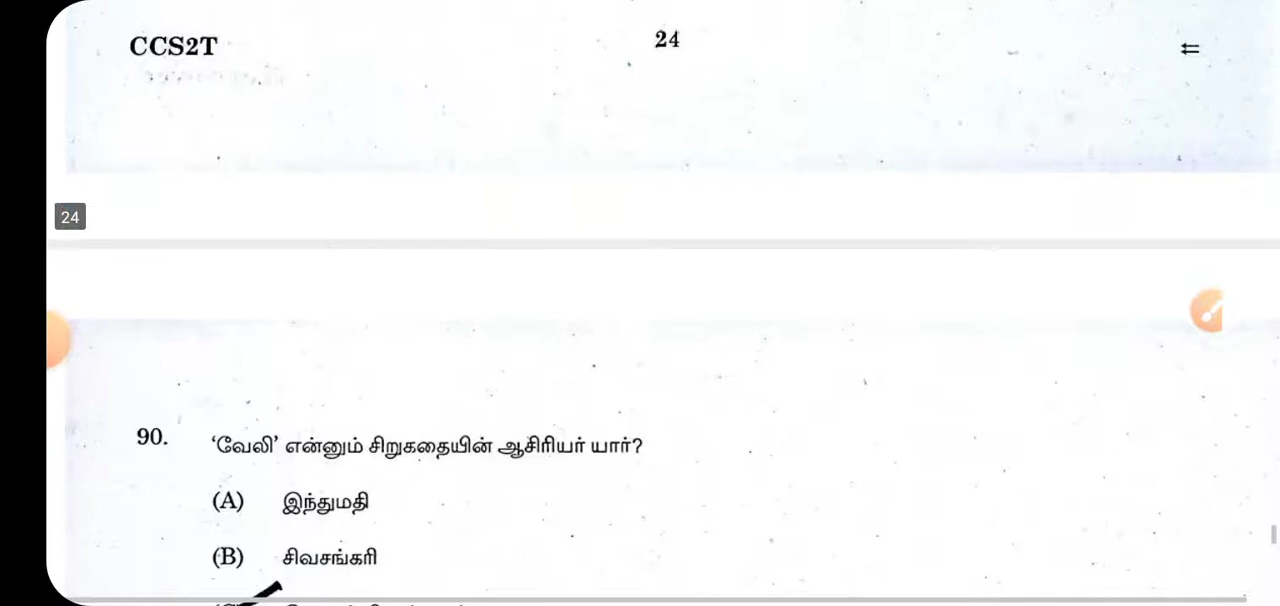 CCS2T
24
⇇
24
90. ‘வேலி’ என்னும் சிறுகதையின் ஆசிரியர் யார்?
(A) இந்துமதி
(B) சிவசங்கரி